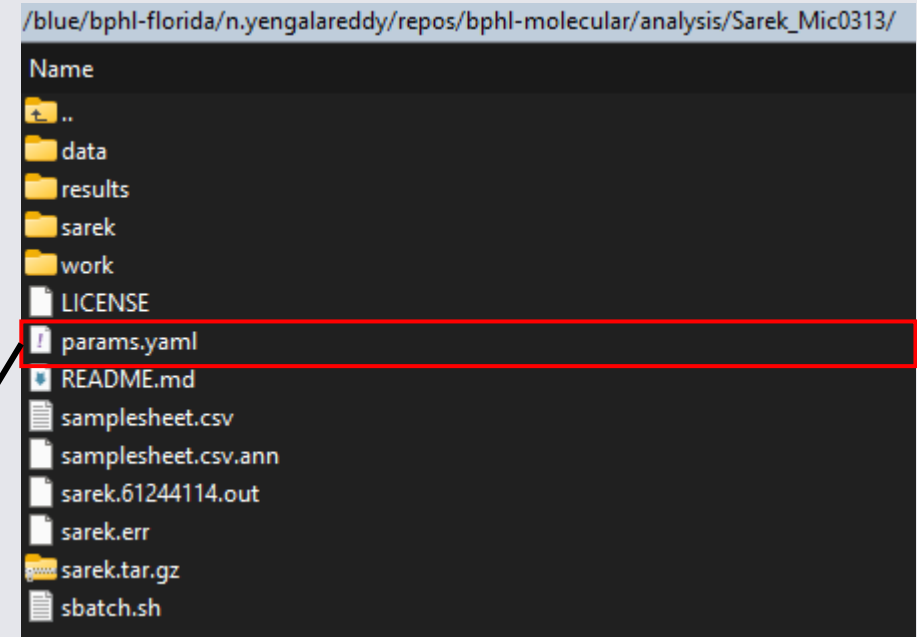 /blue/bphl-florida/n.yengalareddy/repos/bphl-molecular/analysis/Sarek_Mic0313/
Name
..
data
results
sarek
work
LICENSE
params.yaml
README.md
samplesheet.csv
samplesheet.csv.ann
sarek.61244114.out
sarek.err
sarek.tar.gz
sbatch.sh